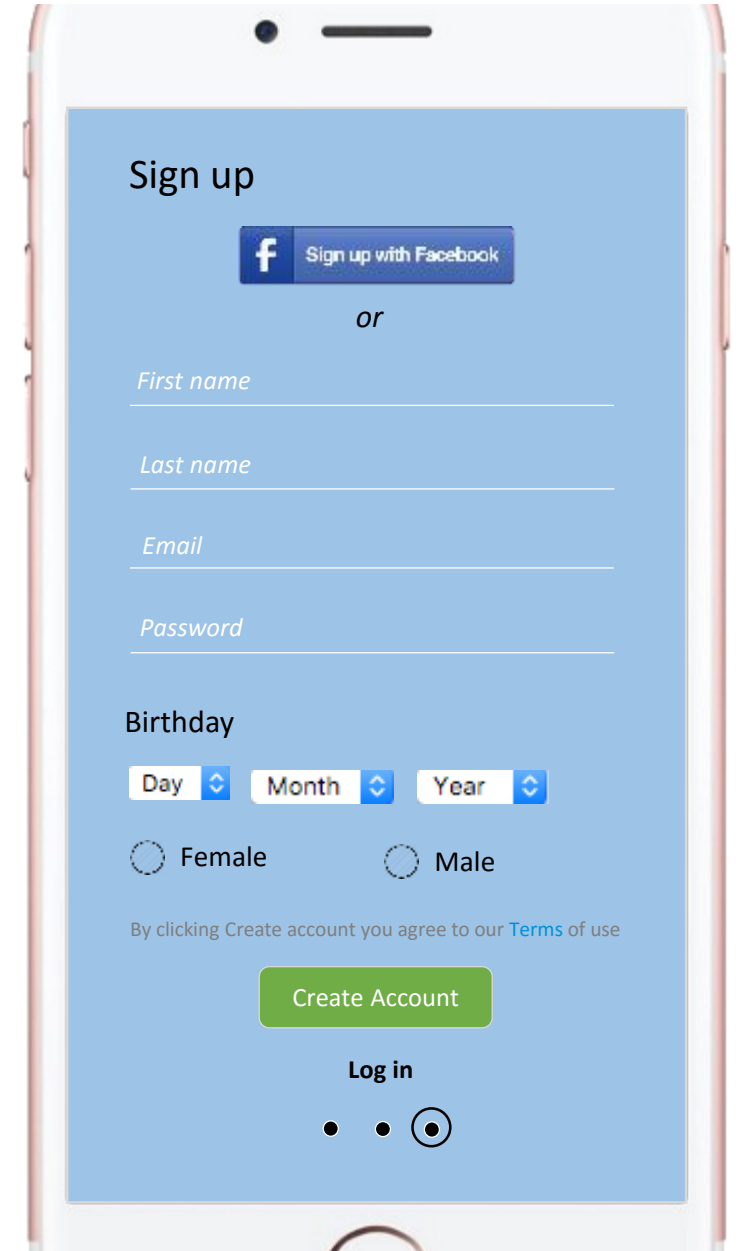 Sign up
f Sign up with Facebook
or
First name
Last name
Email
Password
Birthday
Day Month Year
Female Male
By clicking Create account you agree to our Terms of use
Create Account
Log in